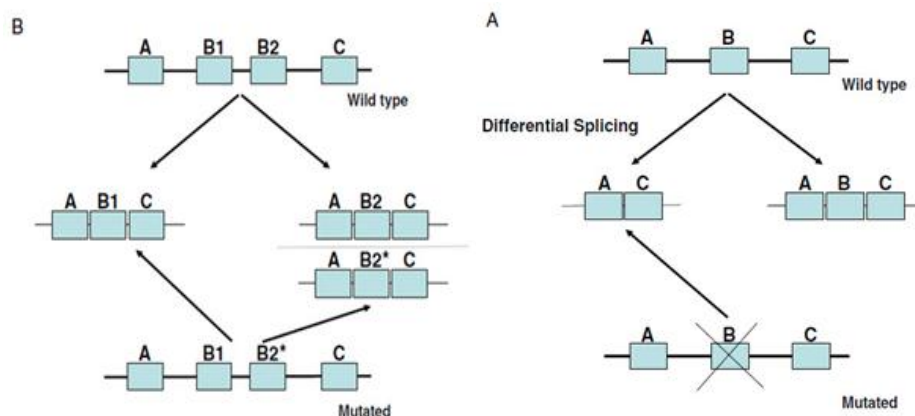 B
A B1 B2 C
Wild type
A B1 C
A B2 C
A B2* C
A B1 B2* C
Mutated
A
A B C
Wild type
Differential Splicing
A C
A B C
A B C
Mutated